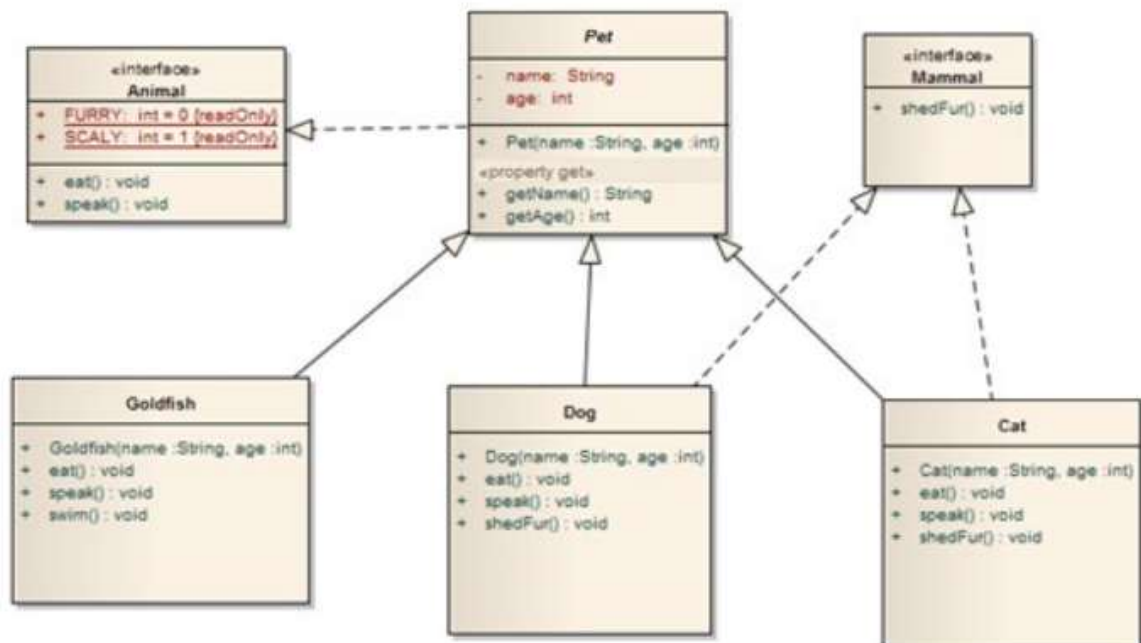 «interface»
Animal
+ FURRY: int = 0 {readOnly}
+ SCALY: int = 1 {readOnly}
+ eat() : void
+ speak() : void
Pet
- name: String
- age: int
+ Pet(name :String, age :int)
«property get»
+ getName() : String
+ getAge() : int
«interface»
Mammal
+ shedFur() : void
Goldfish
+ Goldfish(name :String, age :int)
+ eat() : void
+ speak() : void
+ swim() : void
Dog
+ Dog(name :String, age :int)
+ eat() : void
+ speak() : void
+ shedFur() : void
Cat
+ Cat(name :String, age :int)
+ eat() : void
+ speak() : void
+ shedFur() : void